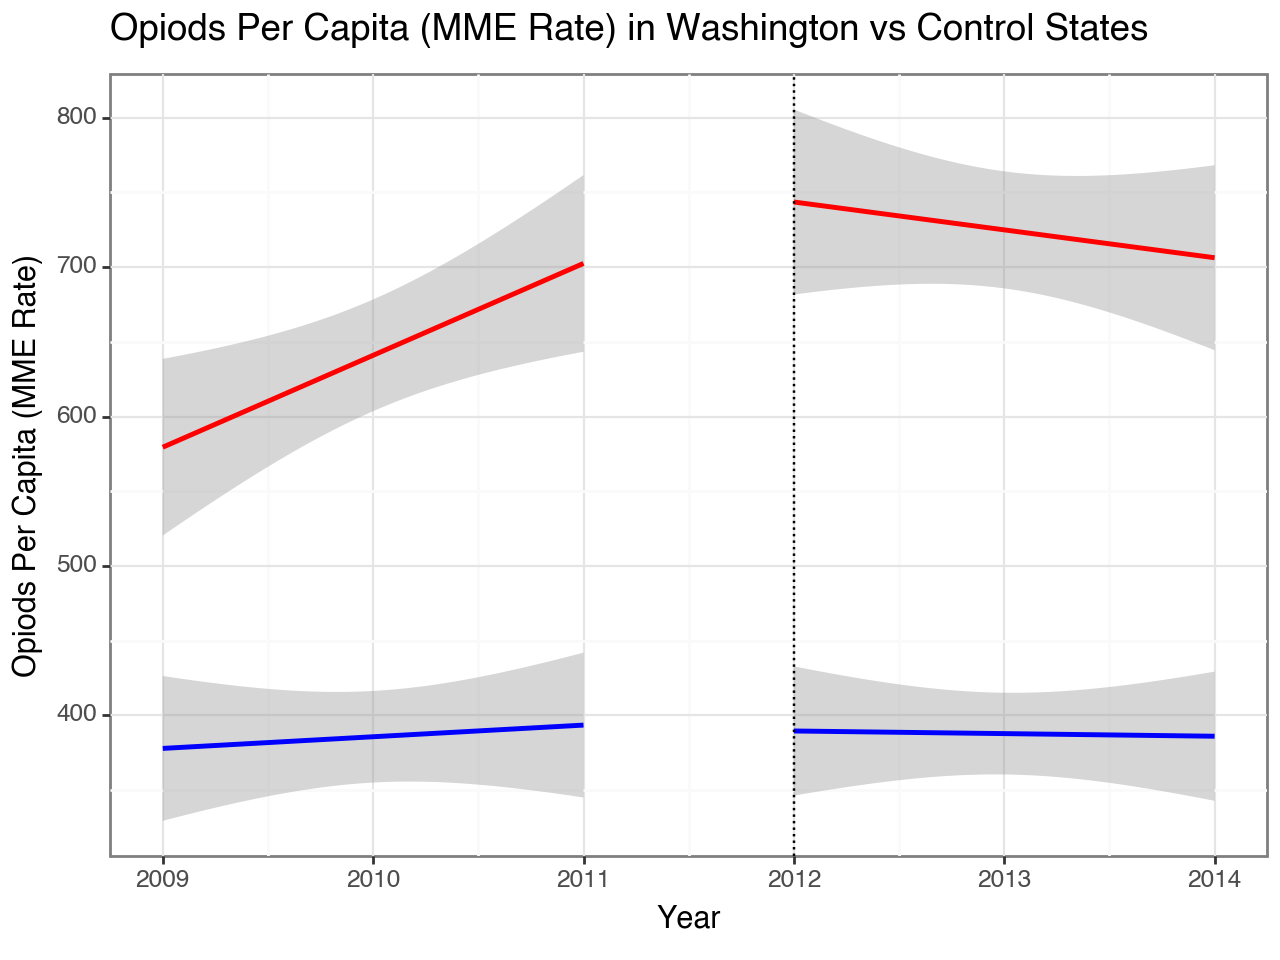 Opiods Per Capita (MME Rate) in Washington vs Control States
800
700
600
500
400
Opiods Per Capita (MME Rate)
2009 2010 2011 2012 2013 2014
Year